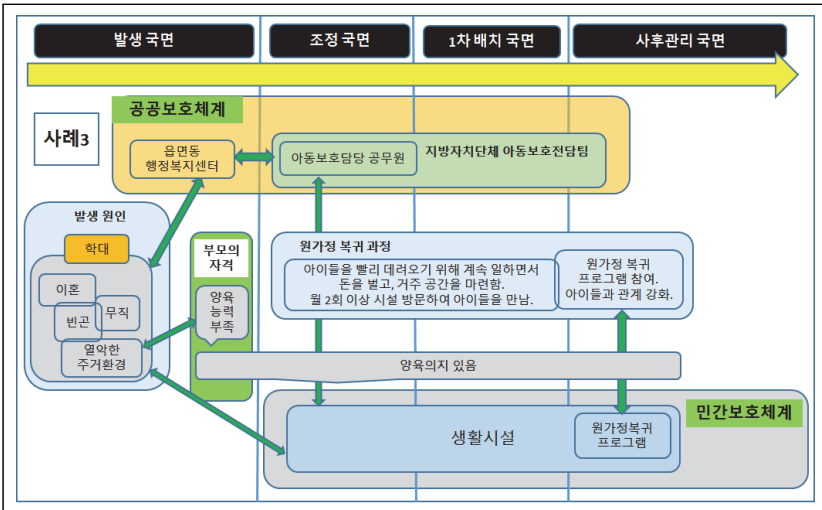 발생 국면
조정 국면
1차 배치 국면
사후관리 국면
공공보호체계
사례3
읍면동
행정복지센터
아동보호담당 공무원
지방자치단체 아동보호전담팀
발생 원인
학대
이혼
무직
빈곤
열악한
주거환경
부모의
자격
양육
능력
부족
원가정 복귀 과정
아이들을 빨리 데려오기 위해 계속 일하면서
돈을 벌고, 거주 공간을 마련함.
월 2회 이상 시설 방문하여 아이들을 만남.
원가정 복귀
프로그램 참여.
아이들과 관계 강화.
양육의지 있음
민간보호체계
생활시설
원가정복귀
프로그램